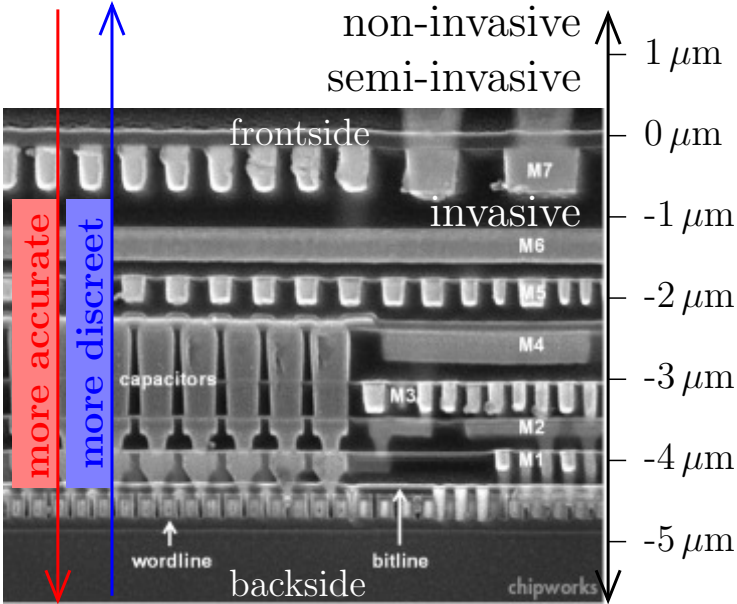 non-invasive
1 μm
semi-invasive
frontside
0 μm
M7
invasive
-1 μm
M6
more accurate
more discreet
M5
-2 μm
M4
capacitors
-3 μm
M3
M2
M1
-4 μm
wordline
bitline
-5 μm
backside
chipworks